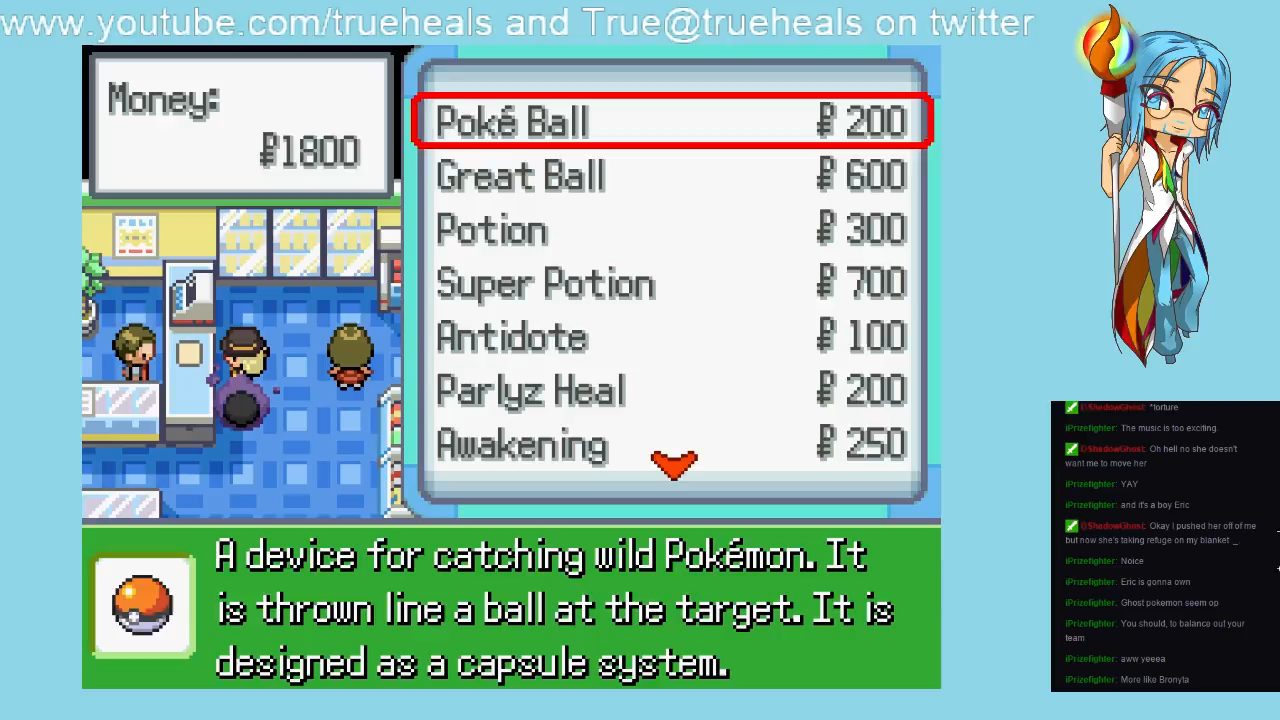 www.youtube.com/trueheals and True@trueheals on twitter
Money:
₽1800
Poké Ball ₽ 200
Great Ball ₽ 600
Potion ₽ 300
Super Potion ₽ 700
Antidote ₽ 100
Parlyz Heal ₽ 200
Awakening ₽ 250
A device for catching wild Pokémon. It
is thrown line a ball at the target. It is
designed as a capsule system.
*torture
iPrizefighter: The music is too exciting.
Oh hell no she doesn't
want me to move her
iPrizefighter: YAY
iPrizefighter: and it's a boy Eric
Okay I pushed her off of me
but now she's taking refuge on my blanket _
iPrizefighter: Noice
iPrizefighter: Eric is gonna own
iPrizefighter: Ghost pokemon seem op
iPrizefighter: You should, to balance out your
team
iPrizefighter: aww yeeea
iPrizefighter: More like Bronyta